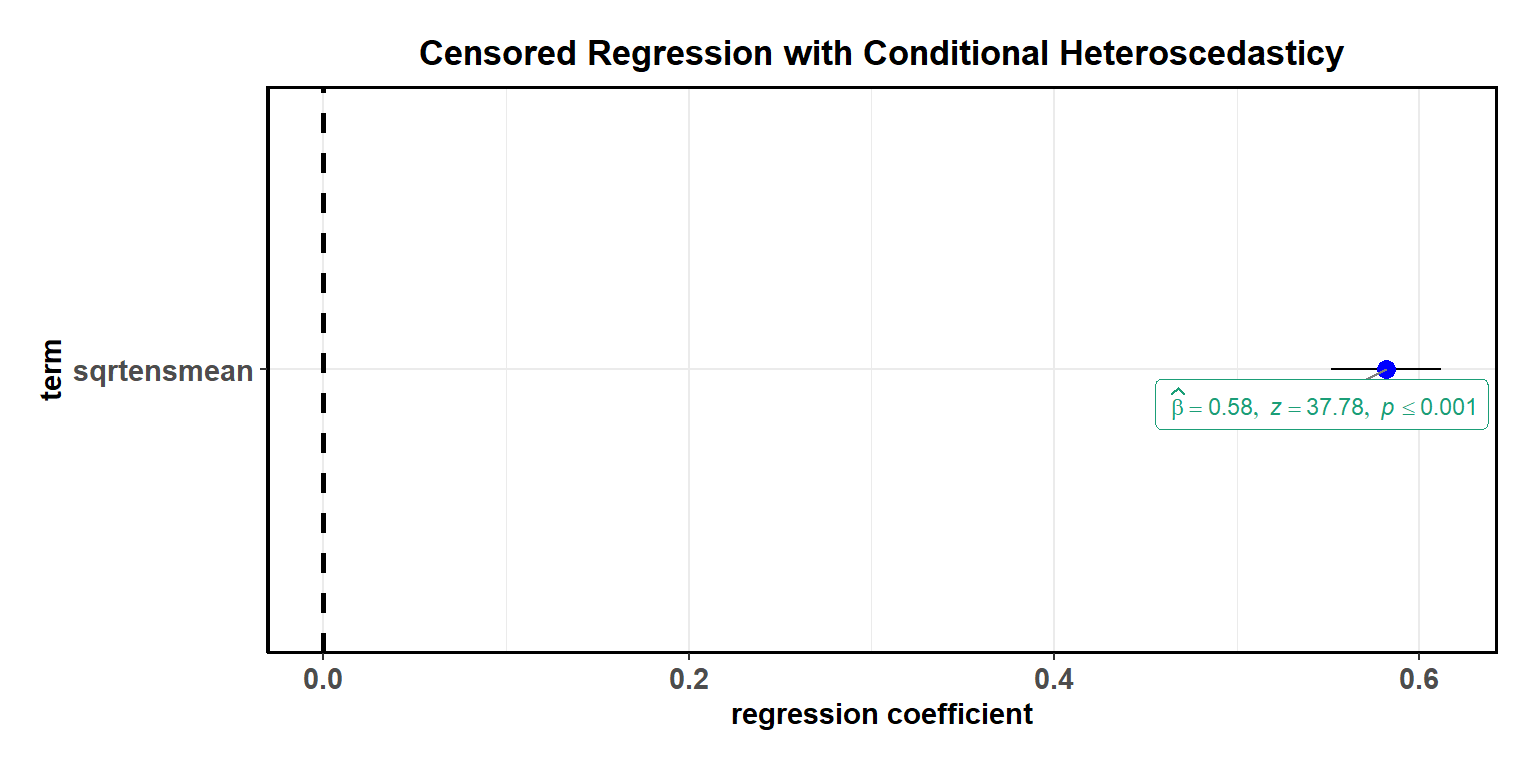 Censored Regression with Conditional Heteroscedasticy
term
sqrtensmean
β̂ = 0.58, z = 37.78, p ≤ 0.001
0.0 0.2 0.4 0.6
regression coefficient